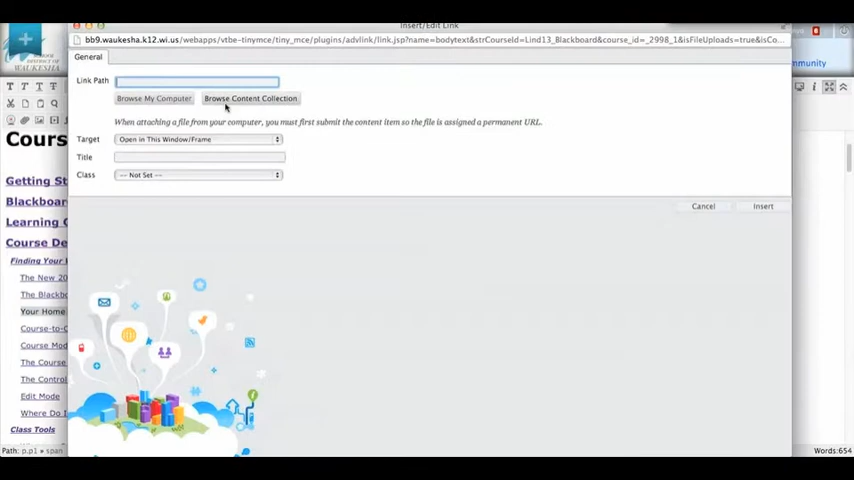 Insert/Edit Link
bb9.waukesha.k12.wi.us/webapps/vtbe-tinymce/tiny_mce/plugins/advlink/link.jsp?name=bodytext&strCourseId=Lind13_Blackboard&course_id=_2998_1&isFileUploads=true&isCo...
General
Link Path
Browse My Computer Browse Content Collection
When attaching a file from your computer, you must first submit the content item so the file is assigned a permanent URL.
Target Open in This Window/Frame
Title
Class -- Not Set --
Cancel Insert
SCHOOL
DISTRICT OF
WAUKESHA
mmunity
T T T T
Cours
Getting St
Blackboar
Learning
Course De
Finding Your
The New 20
The Blackbo
Your Home
Course-to-C
Course Mod
The Course
The Control
Edit Mode
Where Do I
Class Tools
Path: p.p1 » span
Words:654